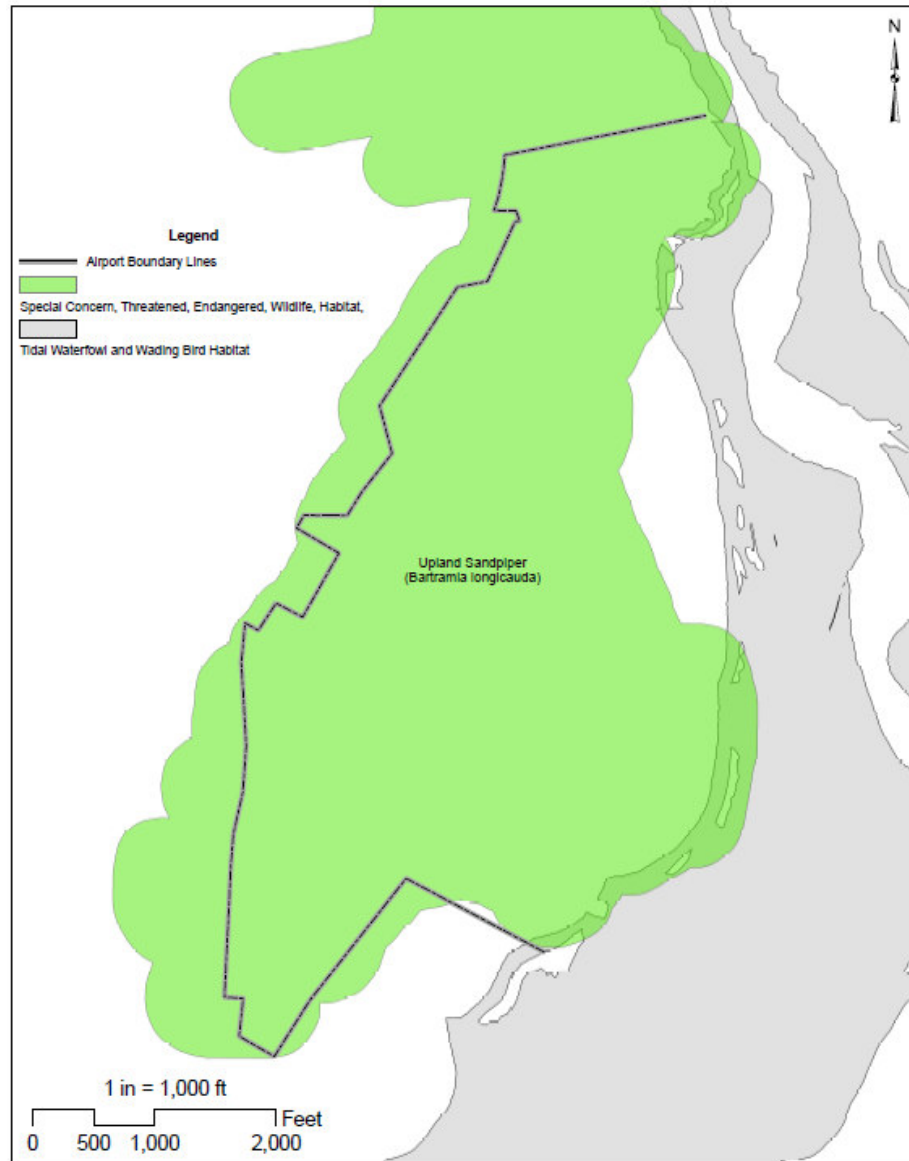 N
Legend
Airport Boundary Lines
Special Concern, Threatened, Endangered, Wildlife, Habitat,
Tidal Waterfowl and Wading Bird Habitat
Upland Sandpiper
(Bartramia longicauda)
1 in = 1,000 ft
Feet
0 500 1,000 2,000